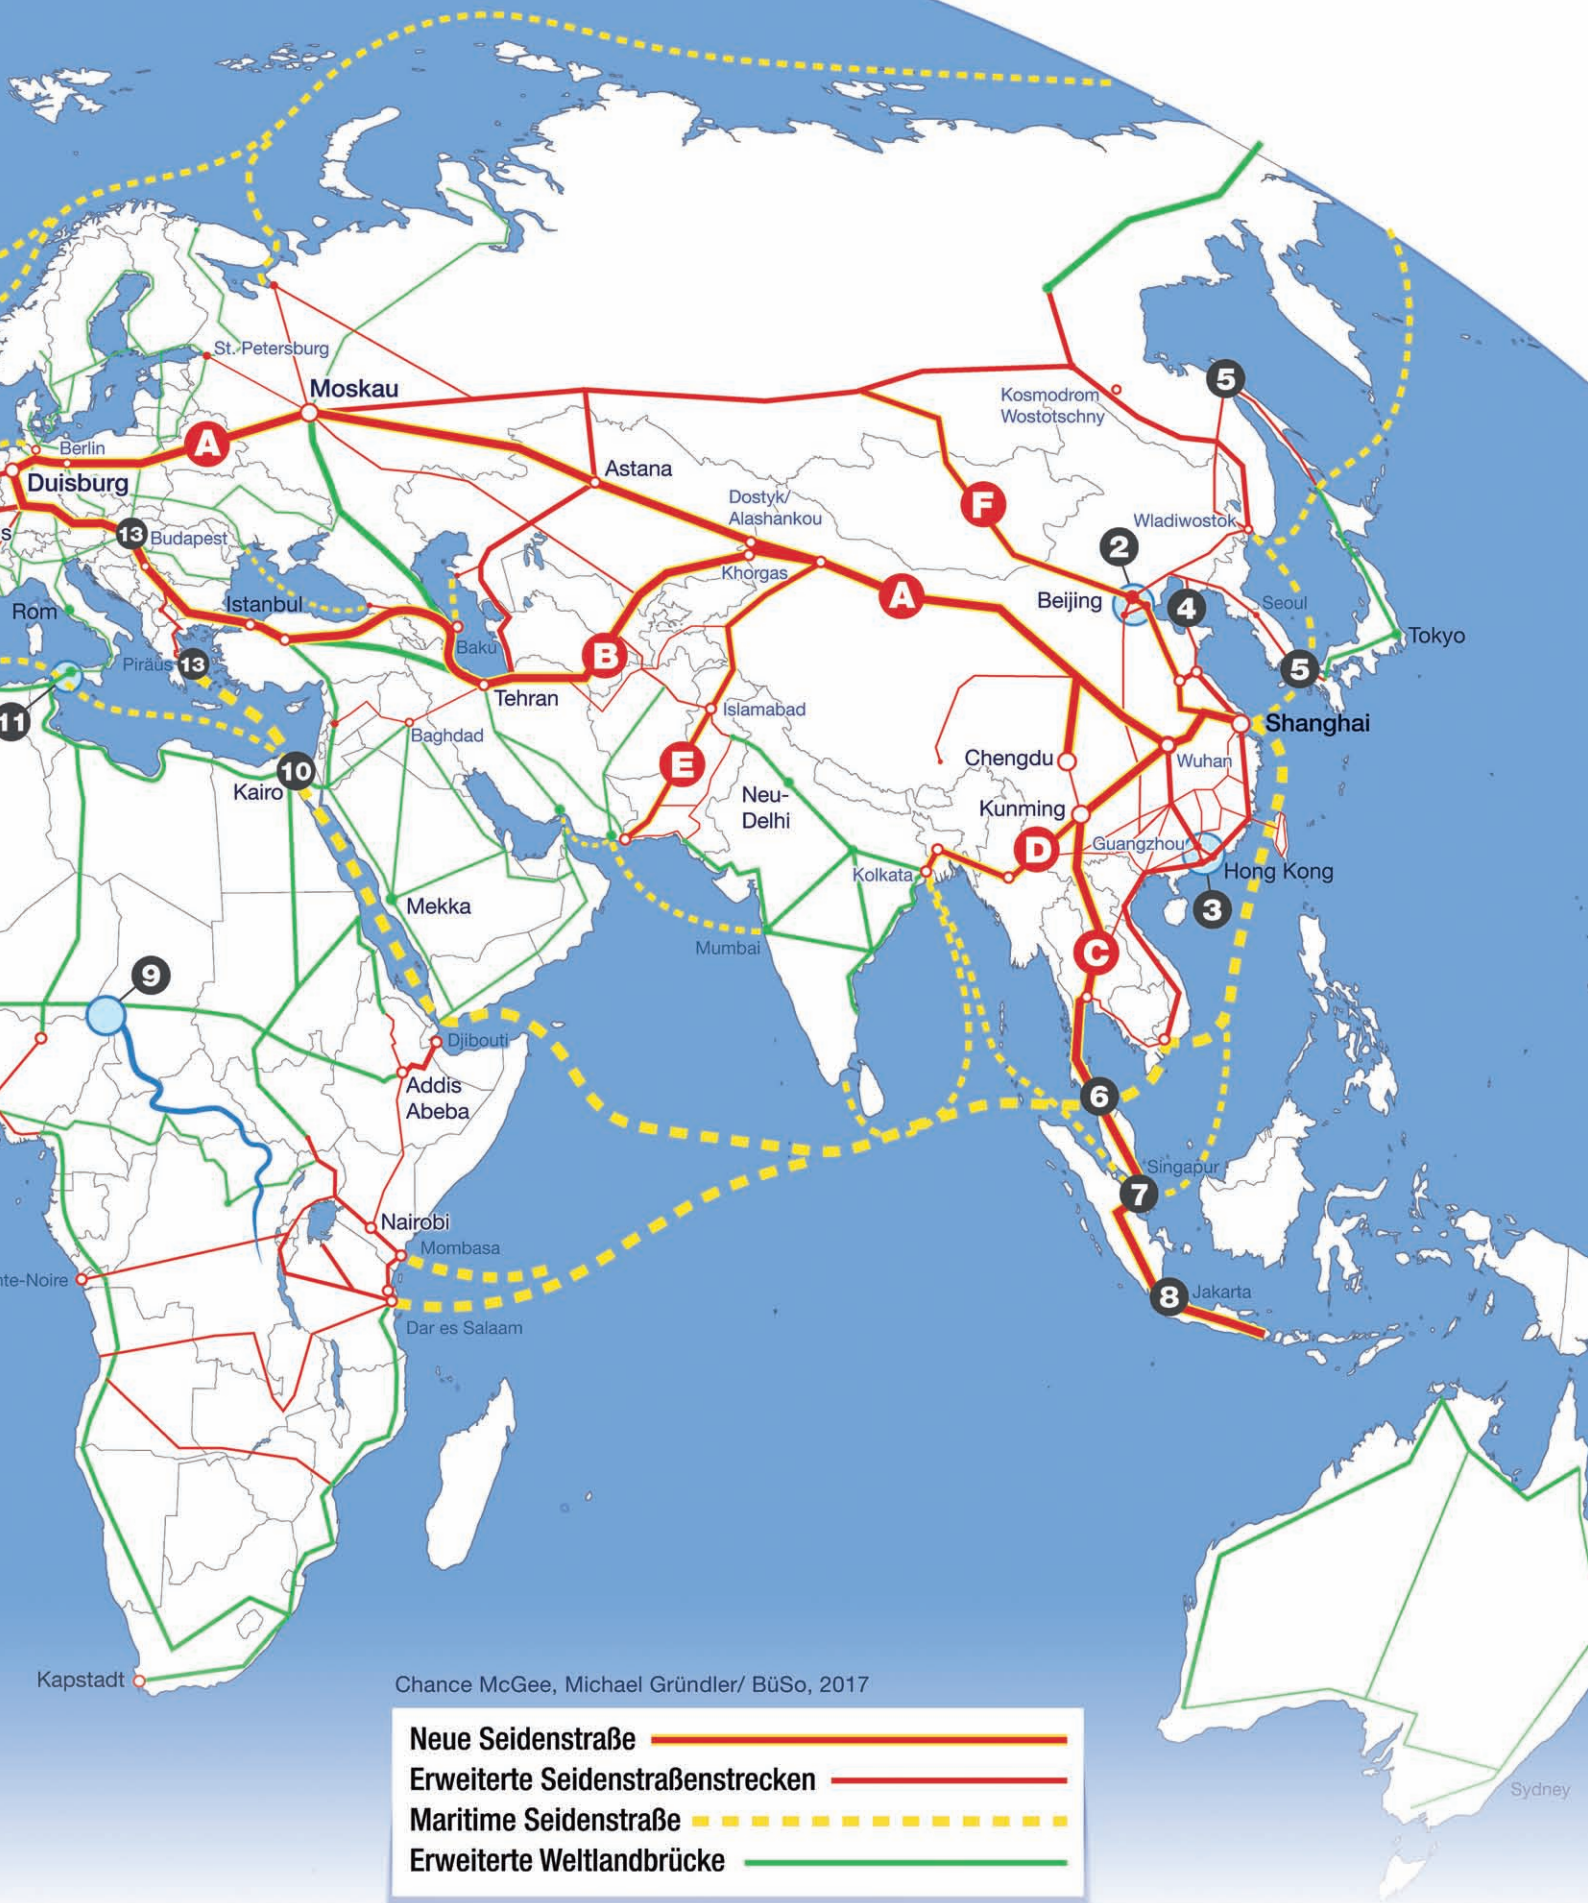 St. Petersburg
Moskau
A
Berlin
Duisburg
13
Budapest
s
Rom
Istanbul
Piräus
13
11
10
Kairo
Baku
Tehran
Baghdad
B
Astana
Dostyk/
Alashankou
Khorgas
A
F
Kosmodrom
Wostotschny
5
Wladiwostok
2
Beijing
4
Seoul
5
Tokyo
Shanghai
Islamabad
E
Neu-
Delhi
Chengdu
Wuhan
Kunming
D
Guangzhou
Hong Kong
3
Kolkata
Mumbai
Mekka
C
9
Djibouti
Addis
Abeba
6
Singapur
7
8
Jakarta
Nairobi
Mombasa
nte-Noire
Dar es Salaam
Kapstadt
Sydney
Chance McGee, Michael Gründler/ BüSo, 2017
Neue Seidenstraße
Erweiterte Seidenstraßenstrecken
Maritime Seidenstraße
Erweiterte Weltlandbrücke